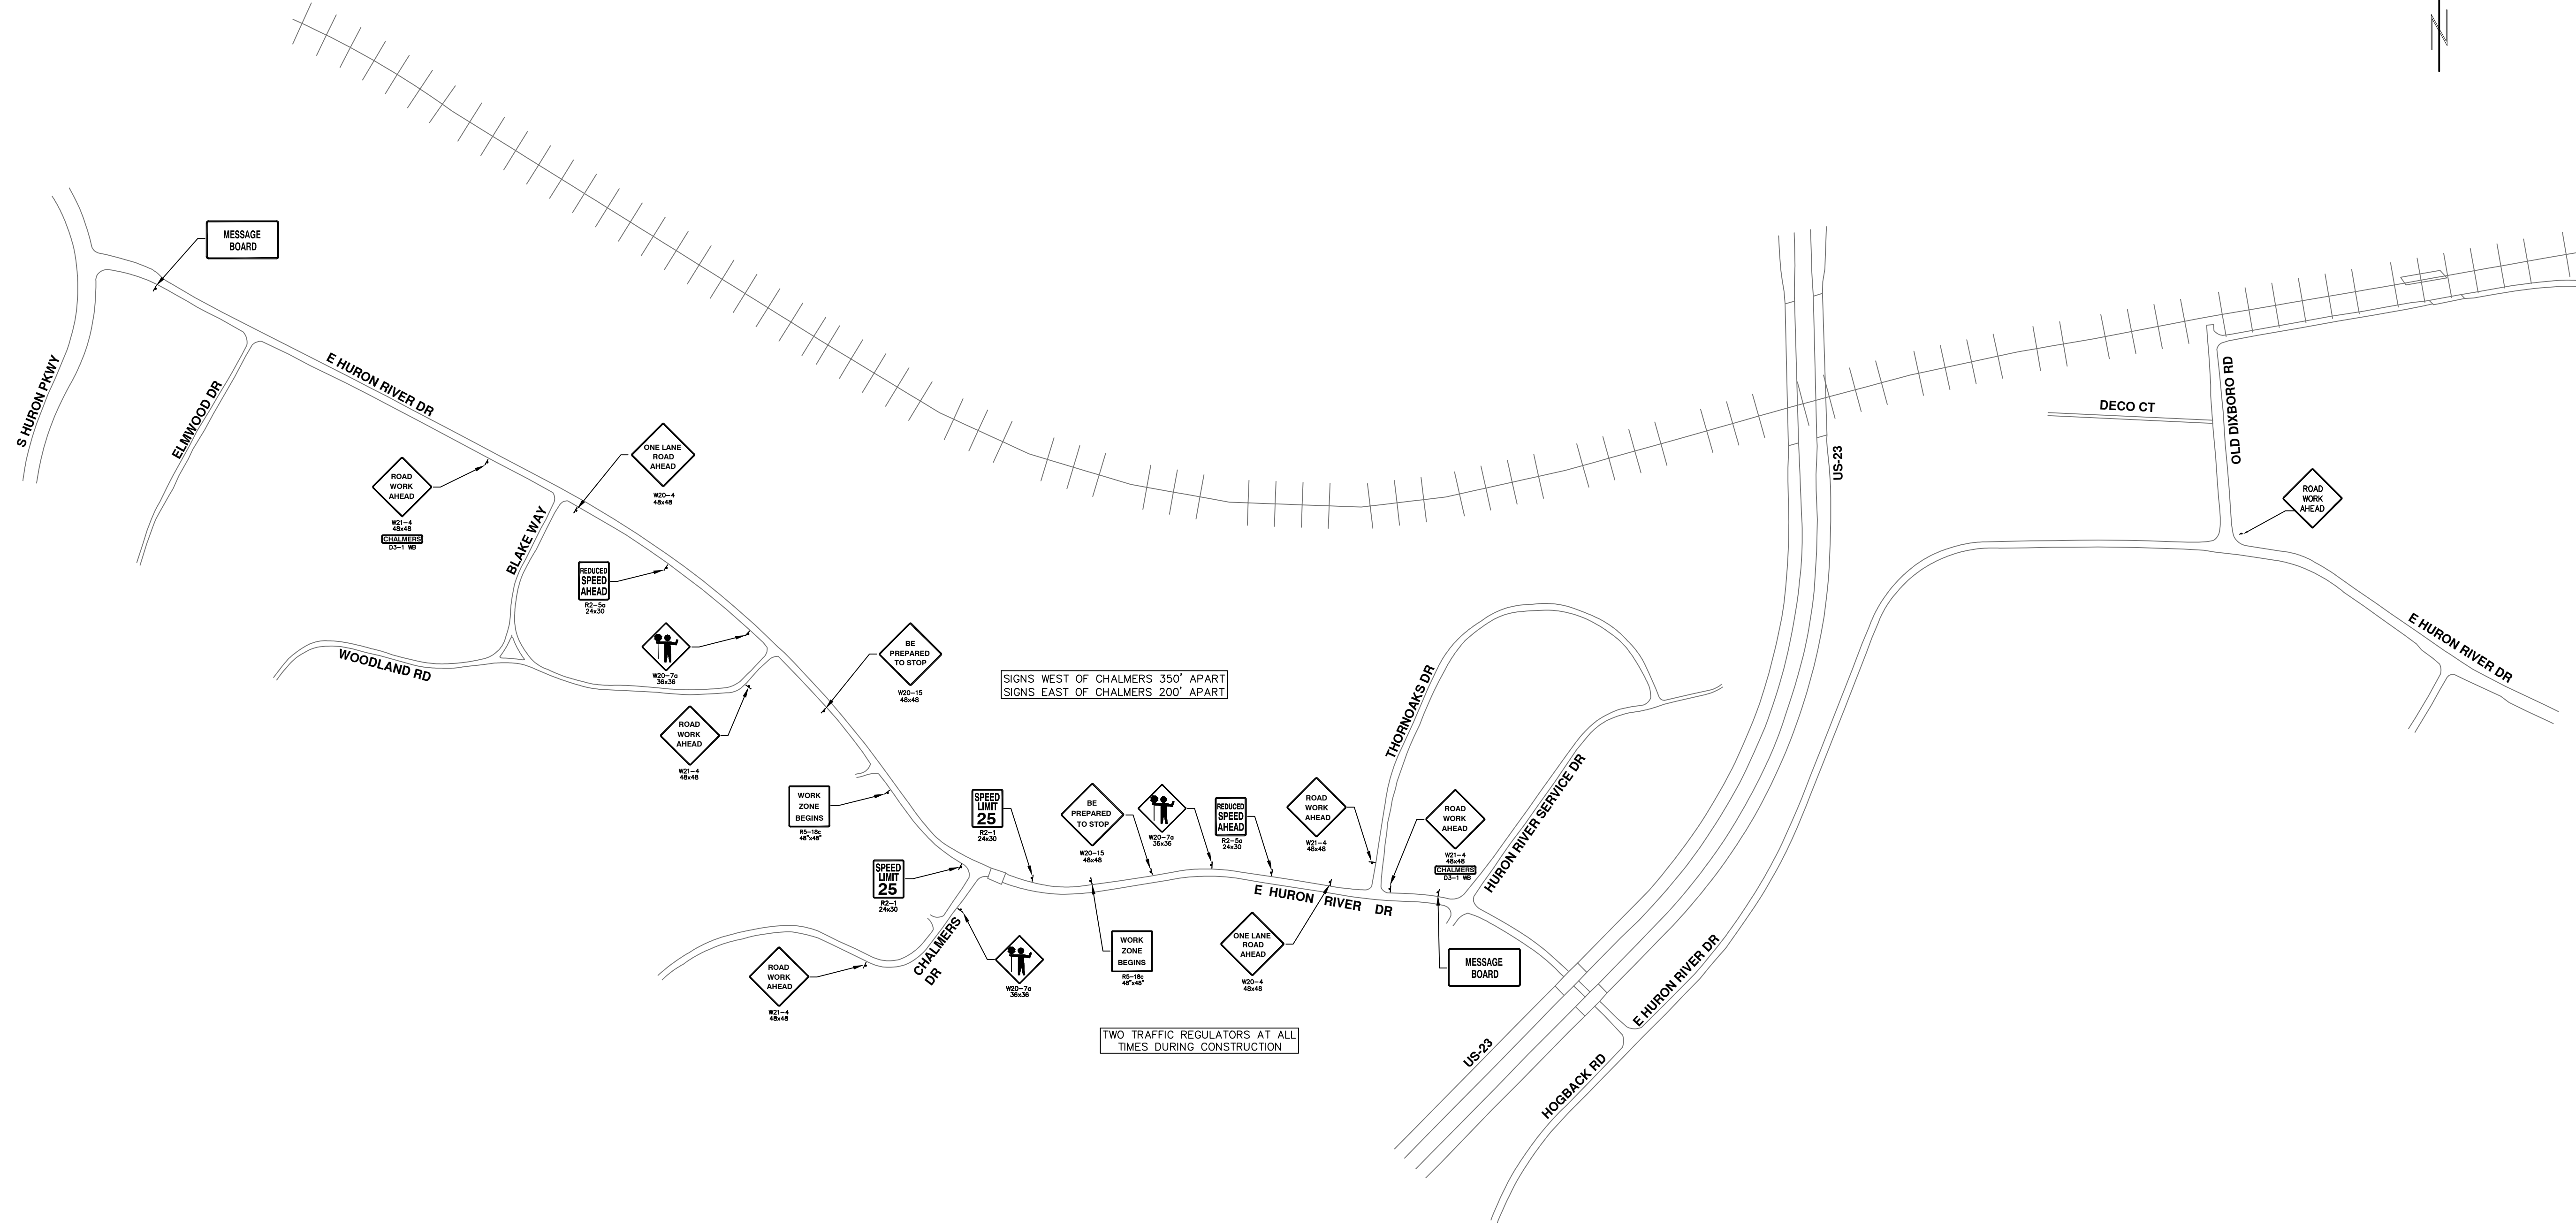 N
MESSAGE
BOARD
S HURON PKWY
ELMWOOD DR
E HURON RIVER DR
ROAD
WORK
AHEAD
W21-4
48x48
CHALMERS
D3-1 WB
ONE LANE
ROAD
AHEAD
W20-4
48x48
BLAKE WAY
REDUCED
SPEED
AHEAD
R2-5a
24x30
WOODLAND RD
W20-7a
36x36
ROAD
WORK
AHEAD
W21-4
48x48
BE
PREPARED
TO STOP
W20-15
48x48
SIGNS WEST OF CHALMERS 350' APART
SIGNS EAST OF CHALMERS 200' APART
WORK
ZONE
BEGINS
R5-18c
48"x48"
SPEED
LIMIT
25
R2-1
24x30
SPEED
LIMIT
25
R2-1
24x30
ROAD
WORK
AHEAD
W21-4
48x48
CHALMERS
DR
W20-7a
36x36
BE
PREPARED
TO STOP
W20-15
48x48
W20-7a
36x36
REDUCED
SPEED
AHEAD
R2-5a
24x30
ROAD
WORK
AHEAD
W21-4
48x48
ROAD
WORK
AHEAD
W21-4
48x48
CHALMERS
D3-1 WB
WORK
ZONE
BEGINS
R5-18c
48"x48"
ONE LANE
ROAD
AHEAD
W20-4
48x48
E HURON RIVER DR
MESSAGE
BOARD
TWO TRAFFIC REGULATORS AT ALL
TIMES DURING CONSTRUCTION
THORNOAKS DR
HURON RIVER SERVICE DR
US-23
US-23
E HURON RIVER DR
HOGBACK RD
DECO CT
OLD DIXBORO RD
ROAD
WORK
AHEAD
E HURON RIVER DR